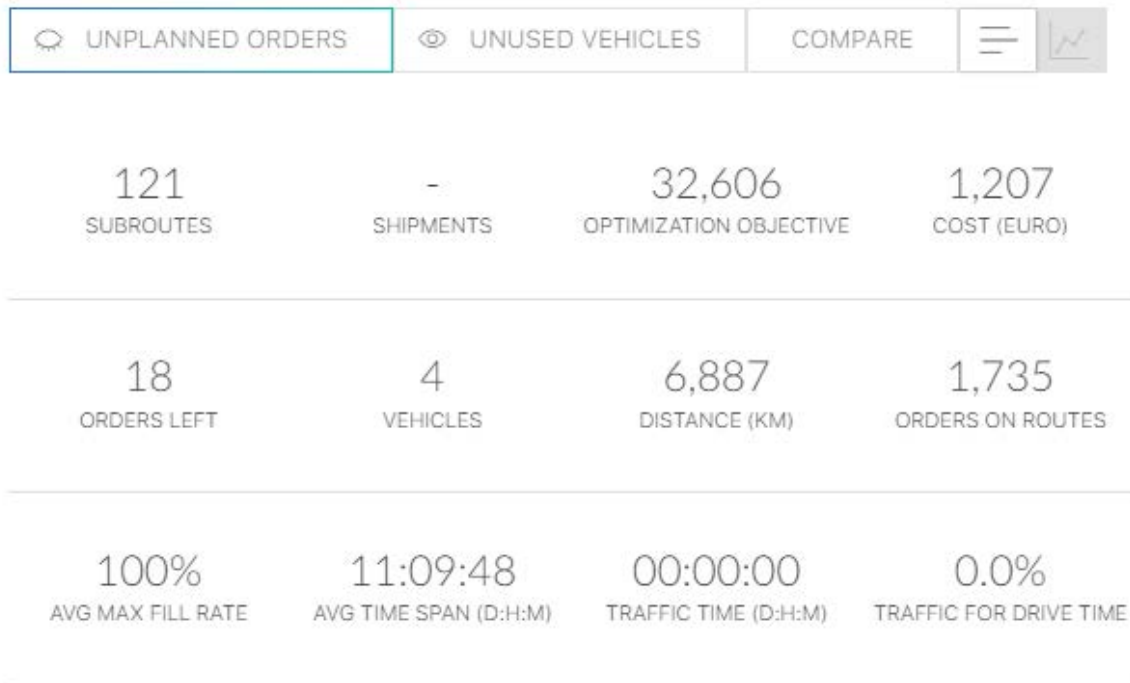 UNPLANNED ORDERS UNUSED VEHICLES COMPARE
121 - 32,606 1,207
SUBROUTES SHIPMENTS OPTIMIZATION OBJECTIVE COST (EURO)
18 4 6,887 1,735
ORDERS LEFT VEHICLES DISTANCE (KM) ORDERS ON ROUTES
100% 11:09:48 00:00:00 0.0%
AVG MAX FILL RATE AVG TIME SPAN (D:H:M) TRAFFIC TIME (D:H:M) TRAFFIC FOR DRIVE TIME